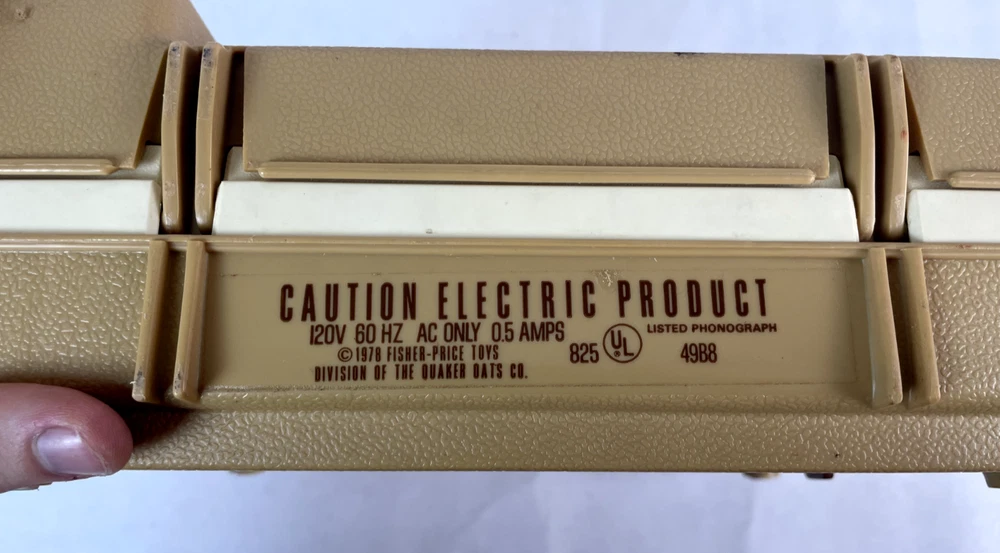 CAUTION ELECTRIC PRODUCT
120V 60 HZ AC ONLY 0.5 AMPS
©1978 FISHER-PRICE TOYS
DIVISION OF THE QUAKER OATS CO.
825 UL LISTED PHONOGRAPH
49B8